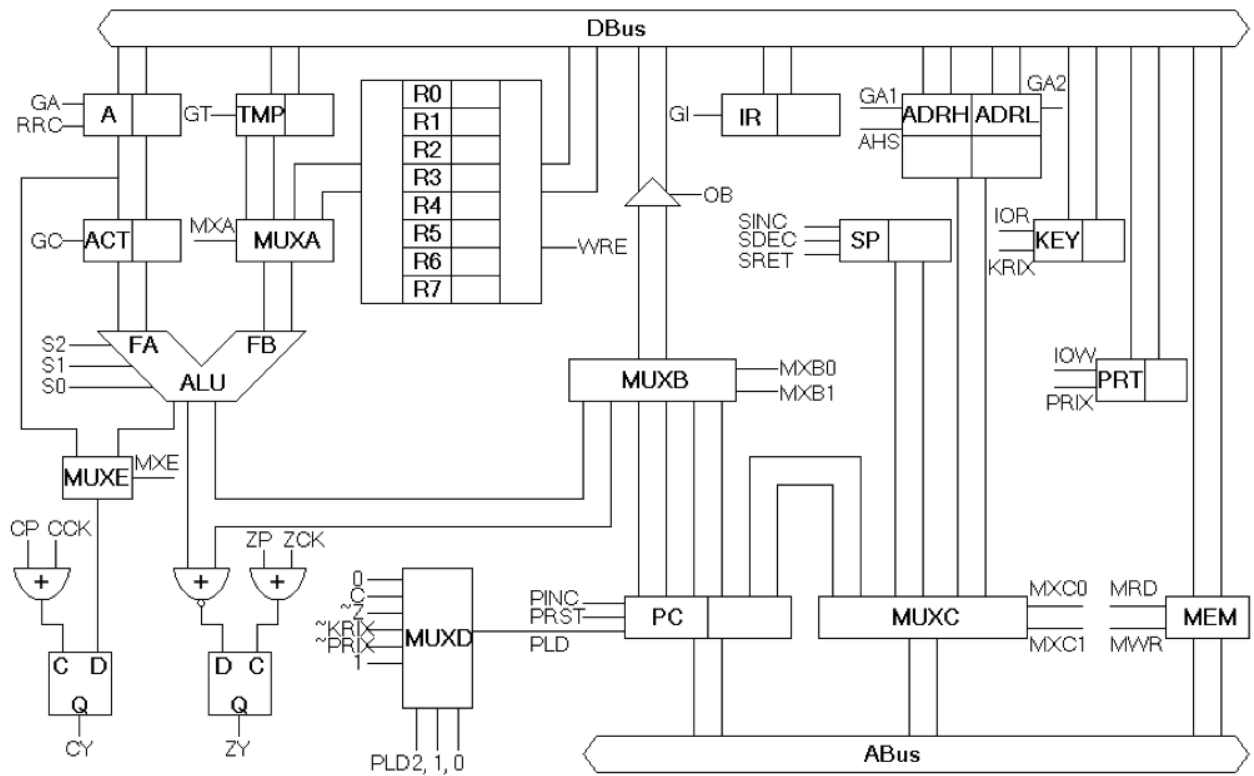 DBus
GA
RRC
A
GT
TMP
R0
R1
R2
R3
R4
R5
R6
R7
WRE
GI
IR
GA1
AHS
ADRH ADRL
GA2
OB
GC
ACT
MXA
MUXA
SINC
SDEC
SRET
SP
IOR
KRIX
KEY
S2
S1
S0
FA FB
ALU
MUXB
MXB0
MXB1
IOW
PRIX
PRT
MUXE
MXE
CP CCK
+
+
ZP ZCK
+
0
C
~Z
~KRIX
~PRIX
1
MUXD
PINC
PRST
PLD
PC
MUXC
MXC0
MXC1
MRD
MWR
MEM
C D
Q
CY
D C
Q
ZY
PLD2, 1, 0
ABus